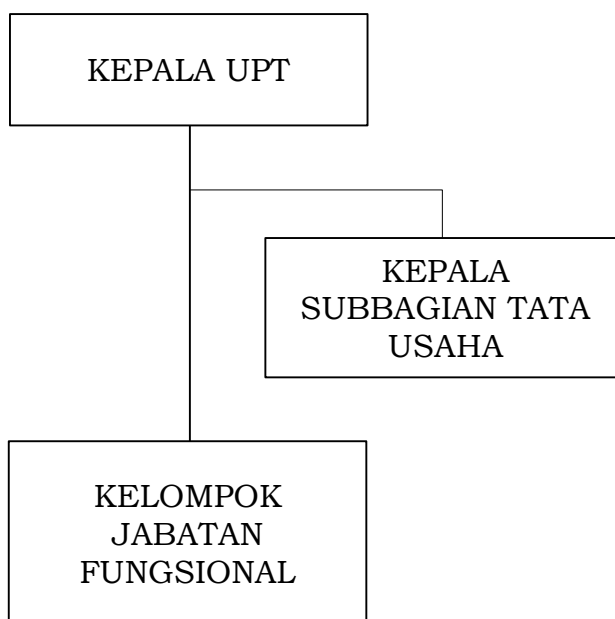 KEPALA UPT
KEPALA
SUBBAGIAN TATA
USAHA
KELOMPOK
JABATAN
FUNGSIONAL